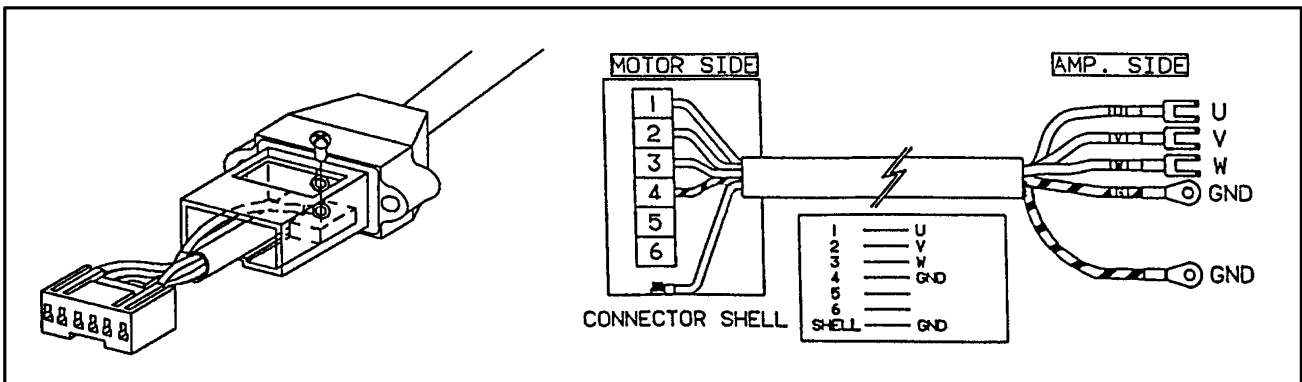 MOTOR SIDE
AMP. SIDE
1
2
3
4
5
6
U
V
W
GND
GND
U
V
W
G
CONNECTOR SHELL
1 U
2 V
3 W
4 GND
5
6
SHELL GND